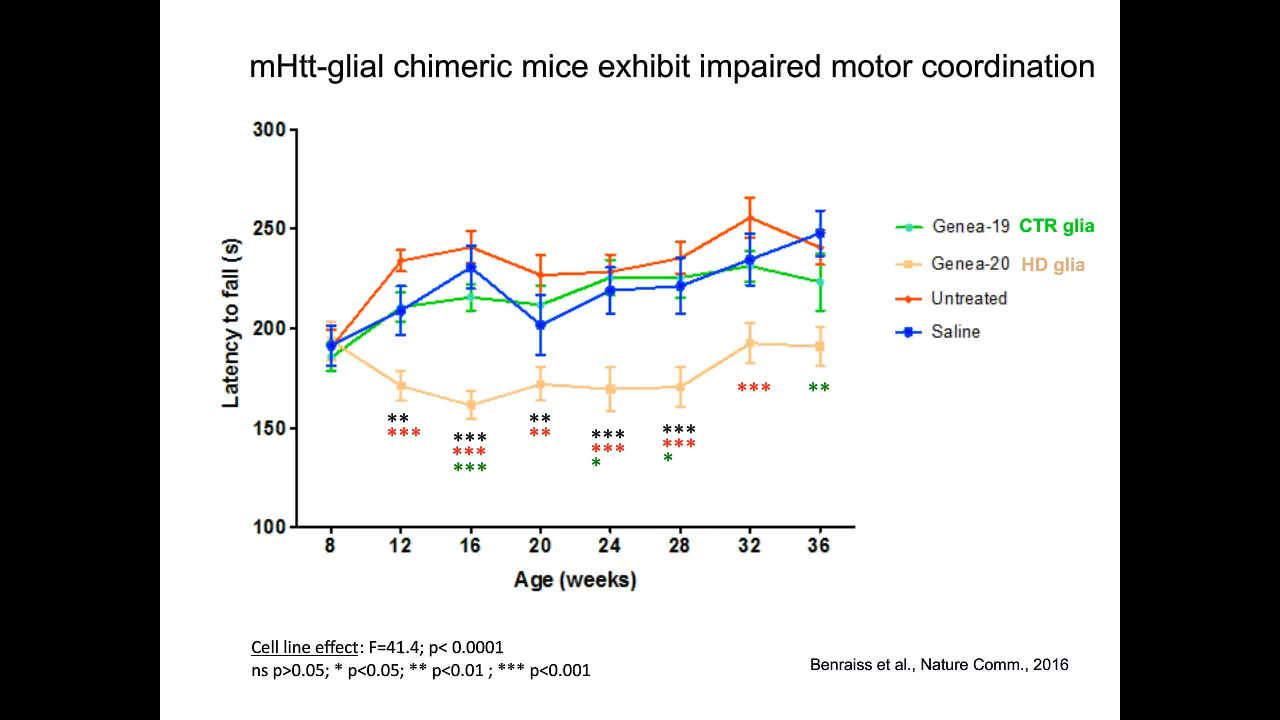 mHtt-glial chimeric mice exhibit impaired motor coordination
300
250
200
150
100
Latency to fall (s)
8 12 16 20 24 28 32 36
Age (weeks)
Genea-19 CTR glia
Genea-20 HD glia
Untreated
Saline
**
***
***
***
***
**
**
***
***
*
***
***
*
***
**
Cell line effect: F=41.4; p< 0.0001
ns p>0.05; * p<0.05; ** p<0.01 ; *** p<0.001
Benraiss et al., Nature Comm., 2016